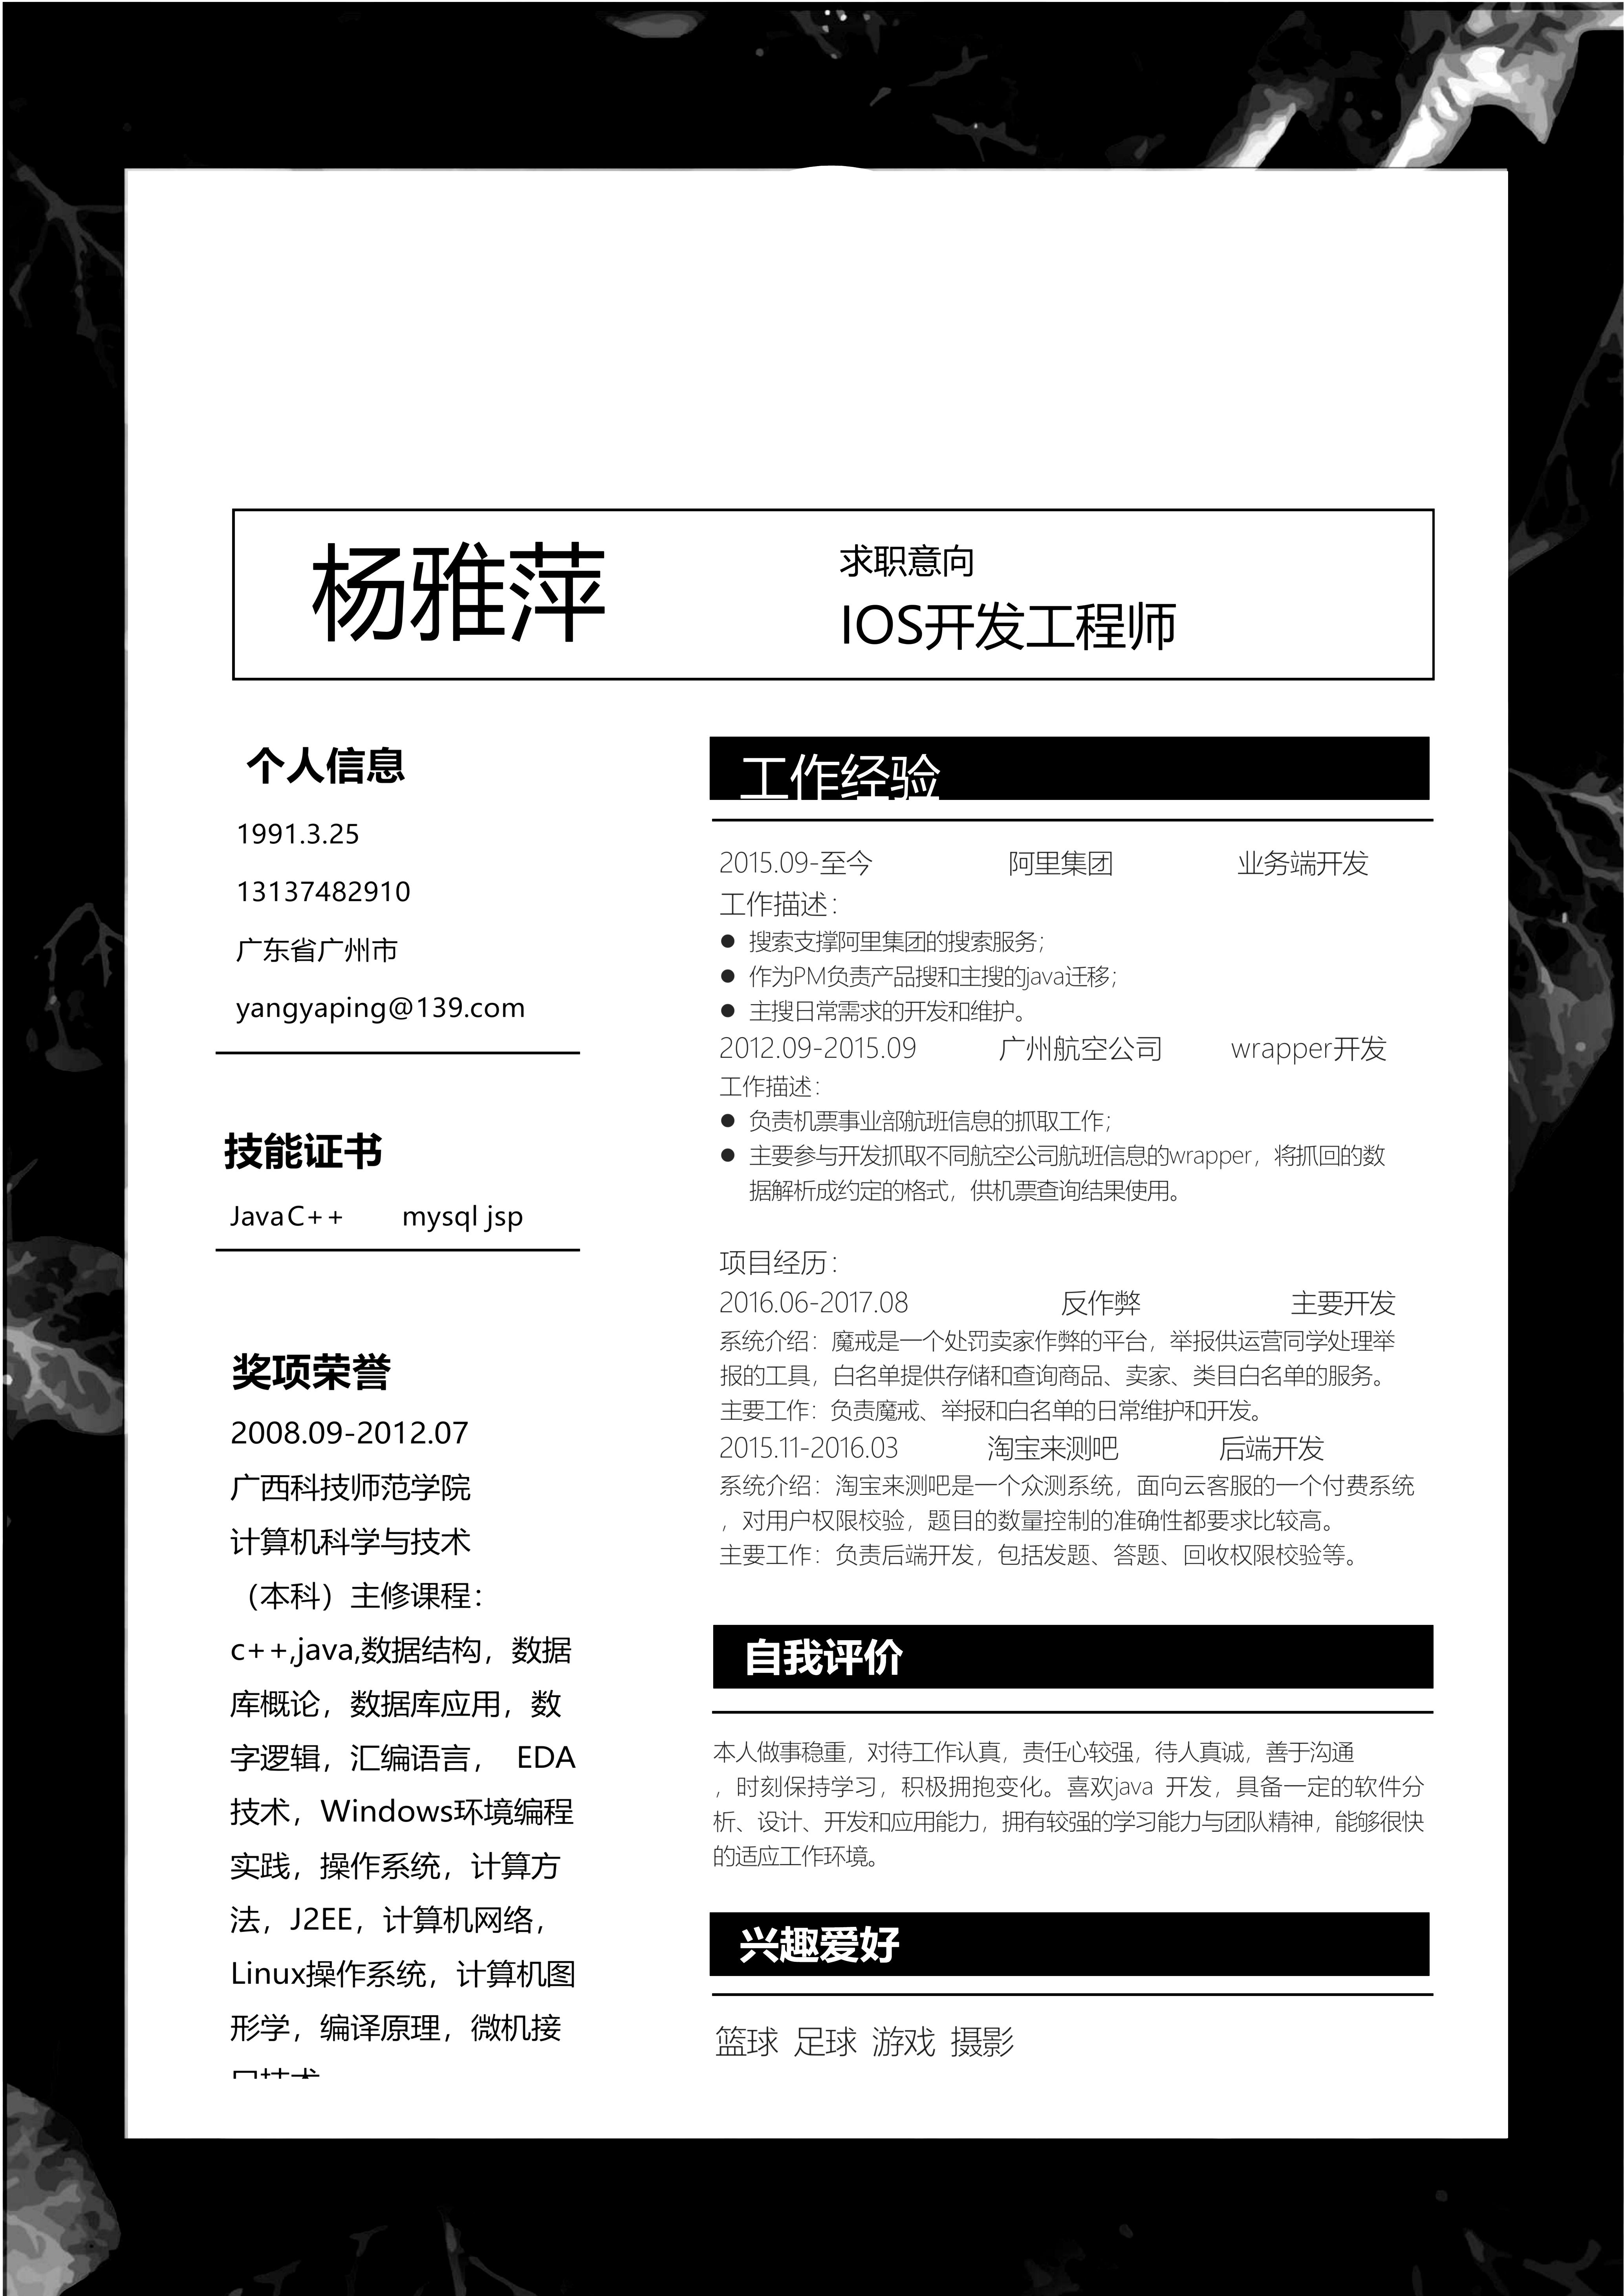 杨雅萍
求职意向
IOS开发工程师
个人信息
1991.3.25
13137482910
广东省广州市
yangyaping@139.com
技能证书
Java C++ mysql jsp
奖项荣誉
2008.09-2012.07
广西科技师范学院
计算机科学与技术
（本科）主修课程：
c++,java,数据结构，数据
库概论，数据库应用，数
字逻辑，汇编语言， EDA
技术，Windows环境编程
实践，操作系统，计算方
法，J2EE，计算机网络，
Linux操作系统，计算机图
形学，编译原理，微机接
口技术
工作经验
2015.09-至今 阿里集团 业务端开发
工作描述：
● 搜索支撑阿里集团的搜索服务；
● 作为PM负责产品搜和主搜的java迁移；
● 主搜日常需求的开发和维护。
2012.09-2015.09 广州航空公司 wrapper开发
工作描述：
● 负责机票事业部航班信息的抓取工作；
● 主要参与开发抓取不同航空公司航班信息的wrapper，将抓回的数
据解析成约定的格式，供机票查询结果使用。
项目经历：
2016.06-2017.08 反作弊 主要开发
系统介绍：魔戒是一个处罚卖家作弊的平台，举报供运营同学处理举
报的工具，白名单提供存储和查询商品、卖家、类目白名单的服务。
主要工作：负责魔戒、举报和白名单的日常维护和开发。
2015.11-2016.03 淘宝来测吧 后端开发
系统介绍：淘宝来测吧是一个众测系统，面向云客服的一个付费系统
，对用户权限校验，题目的数量控制的准确性都要求比较高。
主要工作：负责后端开发，包括发题、答题、回收权限校验等。
自我评价
本人做事稳重，对待工作认真，责任心较强，待人真诚，善于沟通
，时刻保持学习，积极拥抱变化。喜欢java 开发，具备一定的软件分
析、设计、开发和应用能力，拥有较强的学习能力与团队精神，能够很快
的适应工作环境。
兴趣爱好
篮球 足球 游戏 摄影